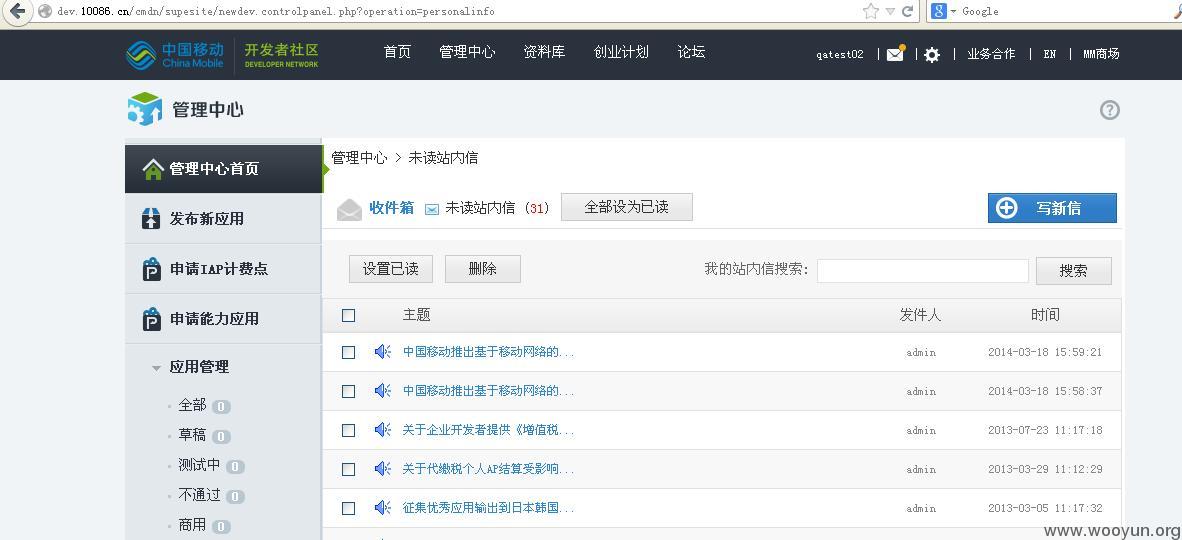 dev.10086.cn/cmdn/supesite/newdev.controlpanel.php?operation=personalinfo
Google
中国移动
China Mobile
开发者社区
DEVELOPER NETWORK
首页 管理中心 资料库 创业计划 论坛
qatest02 | | | 业务合作 | EN | MM商场
管理中心
?
管理中心首页
发布新应用
申请IAP计费点
申请能力应用
应用管理
全部 0
草稿 0
测试中 0
不通过 0
商用 0
管理中心 > 未读站内信
收件箱 未读站内信 (31) 全部设为已读 写新信
设置已读 删除 我的站内信搜索: 搜索
主题 发件人 时间
中国移动推出基于移动网络的... admin 2014-03-18 15:59:21
中国移动推出基于移动网络的... admin 2014-03-18 15:58:37
关于企业开发者提供《增值税... admin 2013-07-23 11:17:18
关于代缴税个人AP结算受影响... admin 2013-03-29 11:12:29
征集优秀应用输出到日本韩国... admin 2013-03-05 11:17:32
www.wooyun.org